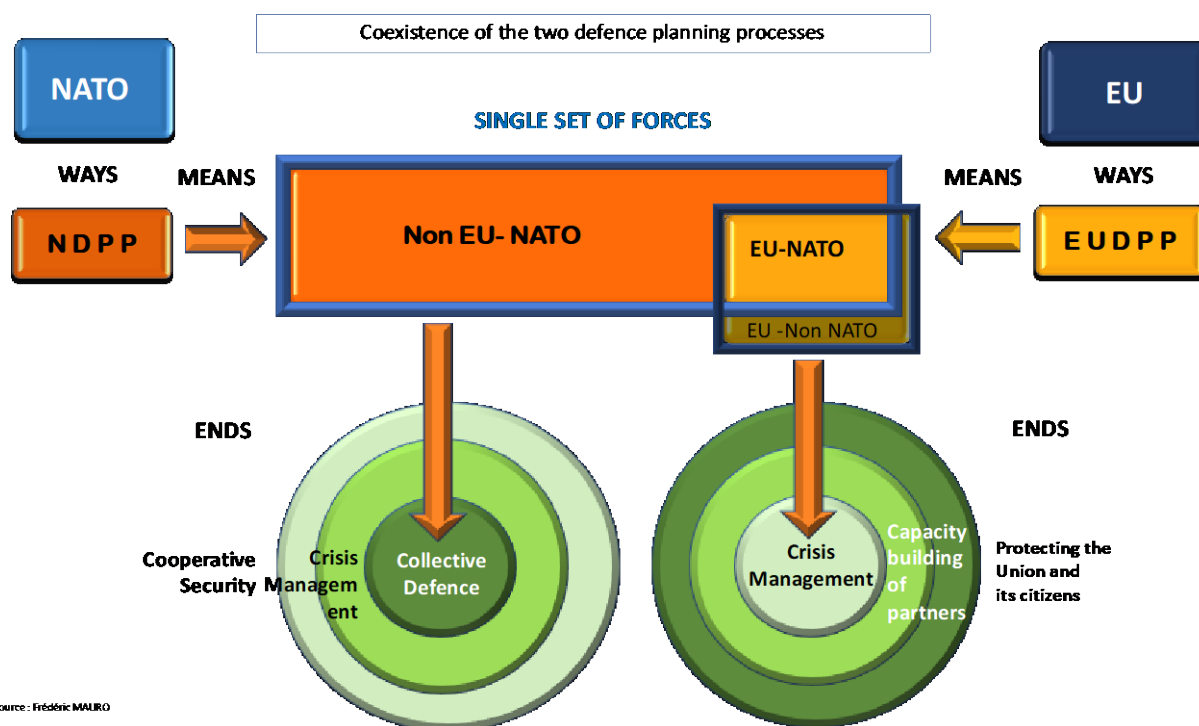 Coexistence of the two defence planning processes
NATO
EU
SINGLE SET OF FORCES
WAYS
MEANS
MEANS
WAYS
NDPP
Non EU- NATO
EU-NATO
EUDPP
EU -Non NATO
ENDS
ENDS
Cooperative
Security
Crisis
Managem
ent
Collective
Defence
Crisis
Management
Capacity
building
of
partners
Protecting the
Union and
its citizens
ource : Frédéric MAURO